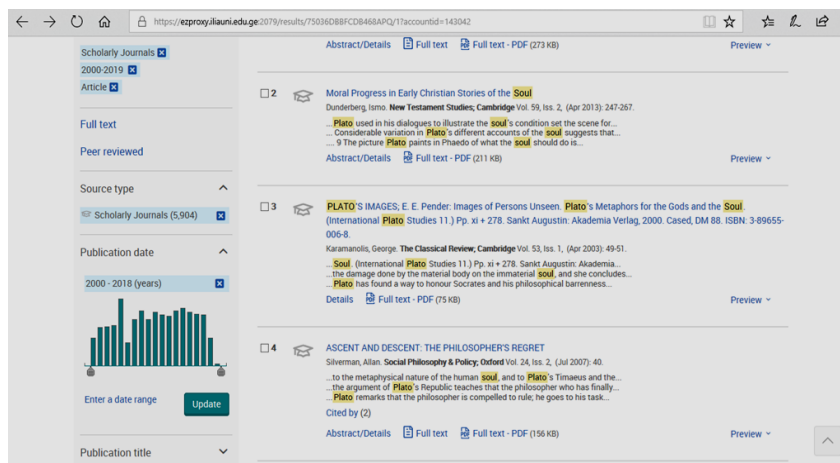 https://ezproxy.iliauni.edu.ge:2079/results/75036DBBFCDB468APQ/1?accountid=143042
Scholarly Journals
2000-2019
Article
Full text
Peer reviewed
Source type
Scholarly Journals (5,904)
Publication date
2000 - 2018 (years)
Enter a date range
Update
Publication title
Abstract/Details Full text Full text - PDF (273 KB) Preview
2 Moral Progress in Early Christian Stories of the Soul
Dunderberg, Ismo. New Testament Studies; Cambridge Vol. 59, Iss. 2, (Apr 2013): 247-267.
...Plato used in his dialogues to illustrate the soul's condition set the scene for...
... Considerable variation in Plato's different accounts of the soul suggests that...
.... 9 The picture Plato paints in Phaedo of what the soul should do is...
Abstract/Details Full text - PDF (211 KB) Preview
3 PLATO'S IMAGES; E. E. Pender: Images of Persons Unseen. Plato's Metaphors for the Gods and the Soul.
(International Plato Studies 11.) Pp. xi + 278. Sankt Augustin: Akademia Verlag, 2000. Cased, DM 88. ISBN: 3-89655-
006-8.
Karamanolis, George. The Classical Review; Cambridge Vol. 53, Iss. 1, (Apr 2003): 49-51.
...Soul. (International Plato Studies 11.) Pp. xi + 278. Sankt Augustin: Akademia...
...the damage done by the material body on the immaterial soul, and she concludes...
...Plato has found a way to honour Socrates and his philosophical barrenness...
Details Full text - PDF (75 KB) Preview
4 ASCENT AND DESCENT: THE PHILOSOPHER'S REGRET
Silverman, Allan. Social Philosophy & Policy; Oxford Vol. 24, Iss. 2, (Jul 2007): 40.
...to the metaphysical nature of the human soul, and to Plato's Timaeus and the...
...the argument of Plato's Republic teaches that the philosopher who has finally...
...Plato remarks that the philosopher is compelled to rule; he goes to his task...
Cited by (2)
Abstract/Details Full text Full text - PDF (156 KB) Preview